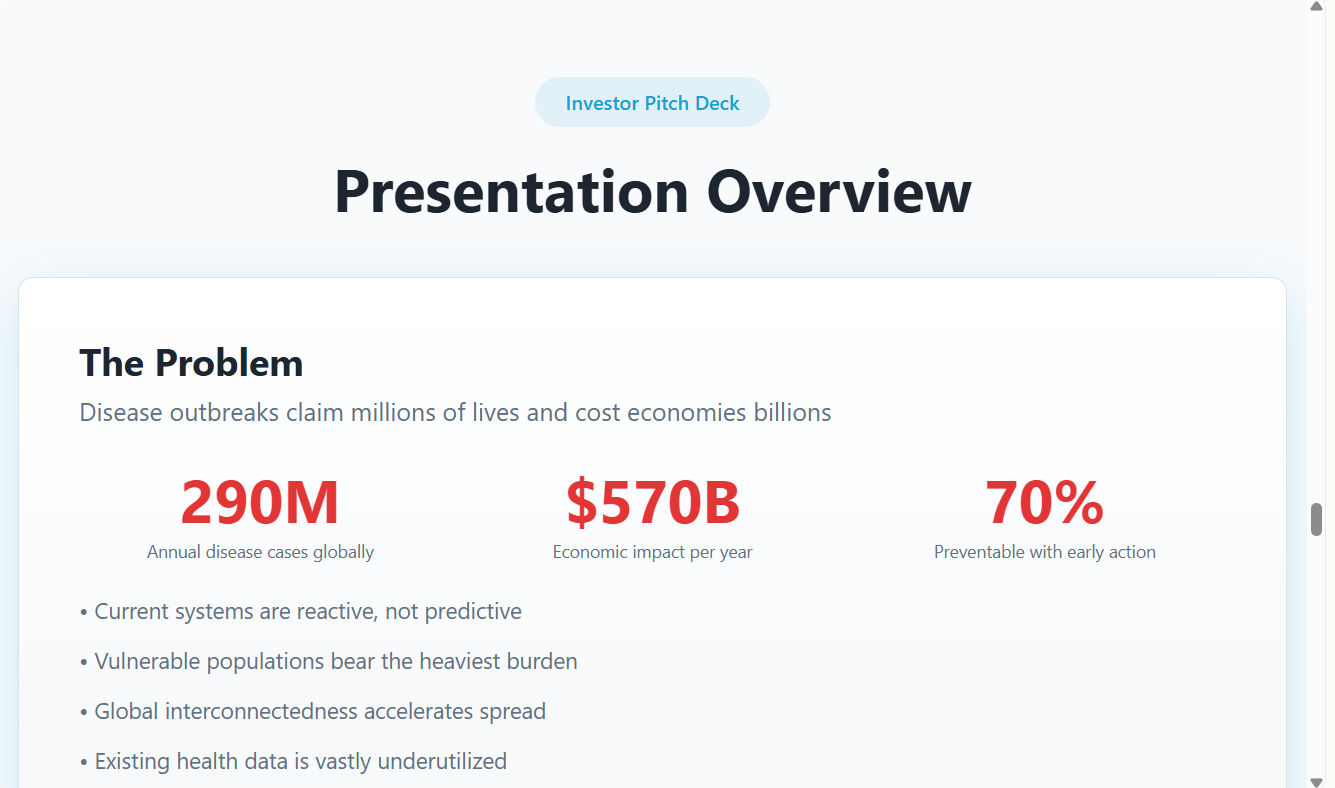 Investor Pitch Deck
Presentation Overview
The Problem
Disease outbreaks claim millions of lives and cost economies billions
290M
Annual disease cases globally
$570B
Economic impact per year
70%
Preventable with early action
• Current systems are reactive, not predictive
• Vulnerable populations bear the heaviest burden
• Global interconnectedness accelerates spread
• Existing health data is vastly underutilized